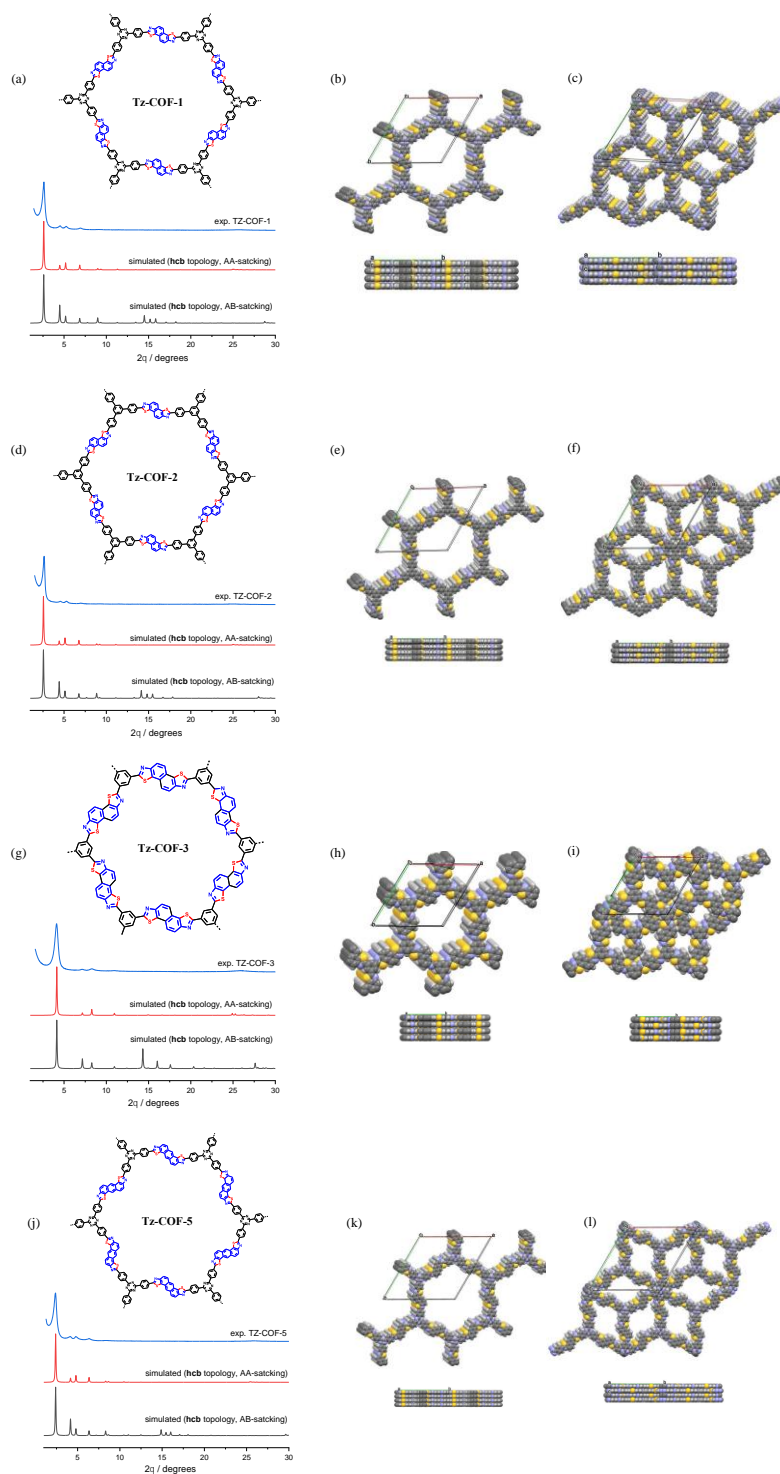 (a)
Tz-COF-1
exp. TZ-COF-1
simulated (hcb topology, AA-satcking)
simulated (hcb topology, AB-satcking)
5 10 15 20 25 30
2q / degrees
(b)
(c)
(d)
Tz-COF-2
exp. TZ-COF-2
simulated (hcb topology, AA-satcking)
simulated (hcb topology, AB-satcking)
5 10 15 20 25 30
2q / degrees
(e)
(f)
(g)
Tz-COF-3
exp. TZ-COF-3
simulated (hcb topology, AA-satcking)
simulated (hcb topology, AB-satcking)
5 10 15 20 25 30
2q / degrees
(h)
(i)
(j)
Tz-COF-5
exp. TZ-COF-5
simulated (hcb topology, AA-satcking)
simulated (hcb topology, AB-satcking)
5 10 15 20 25 30
2q / degrees
(k)
(l)